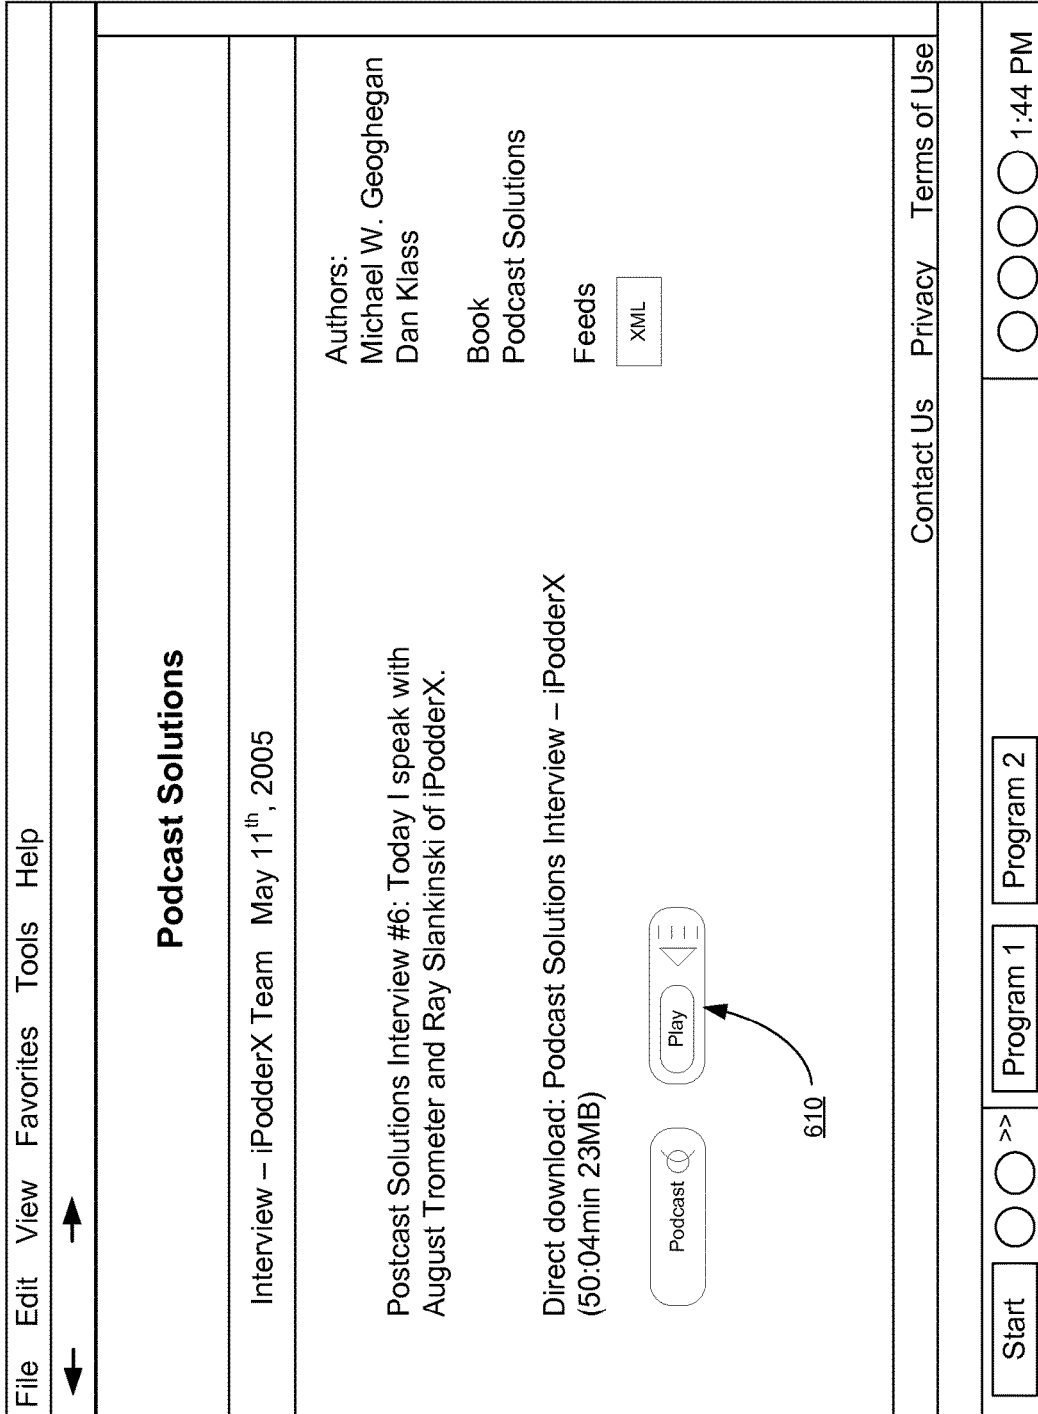 File Edit View Favorites Tools Help
Podcast Solutions
Interview – iPodderX Team May 11th, 2005
Postcast Solutions Interview #6: Today I speak with
August Trometer and Ray Slankinski of iPodderX.
Direct download: Podcast Solutions Interview – iPodderX
(50:04min 23MB)
Podcast
Play
610
Authors:
Michael W. Geoghegan
Dan Klass
Book
Podcast Solutions
Feeds
XML
Contact Us Privacy Terms of Use
Start >> Program 1 Program 2 1:44 PM